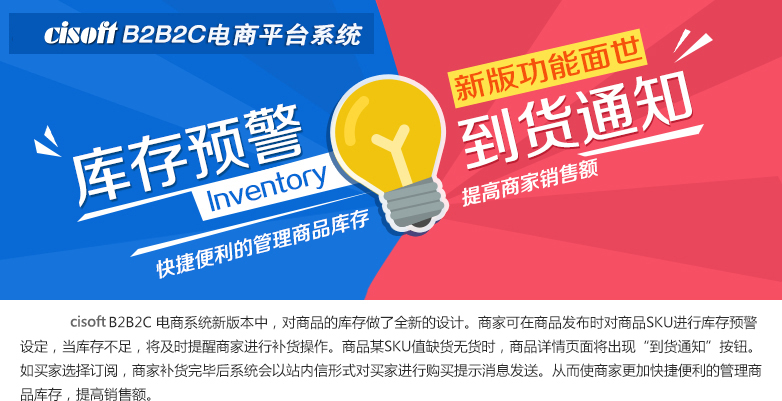 cisoft B2B2C电商平台系统
库存预警
Inventory
快捷便利的管理商品库存
新版功能面世
到货通知
提高商家销售额
cisoft B2B2C 电商系统新版本中，对商品的库存做了全新的设计。商家可在商品发布时对商品SKU进行库存预警
设定，当库存不足，将及时提醒商家进行补货操作。商品某SKU值缺货无货时，商品详情页面将出现“到货通知”按钮。
如买家选择订阅，商家补货完毕后系统会以站内信形式对买家进行购买提示消息发送。从而使商家更加快捷便利的管理商
品库存，提高销售额。